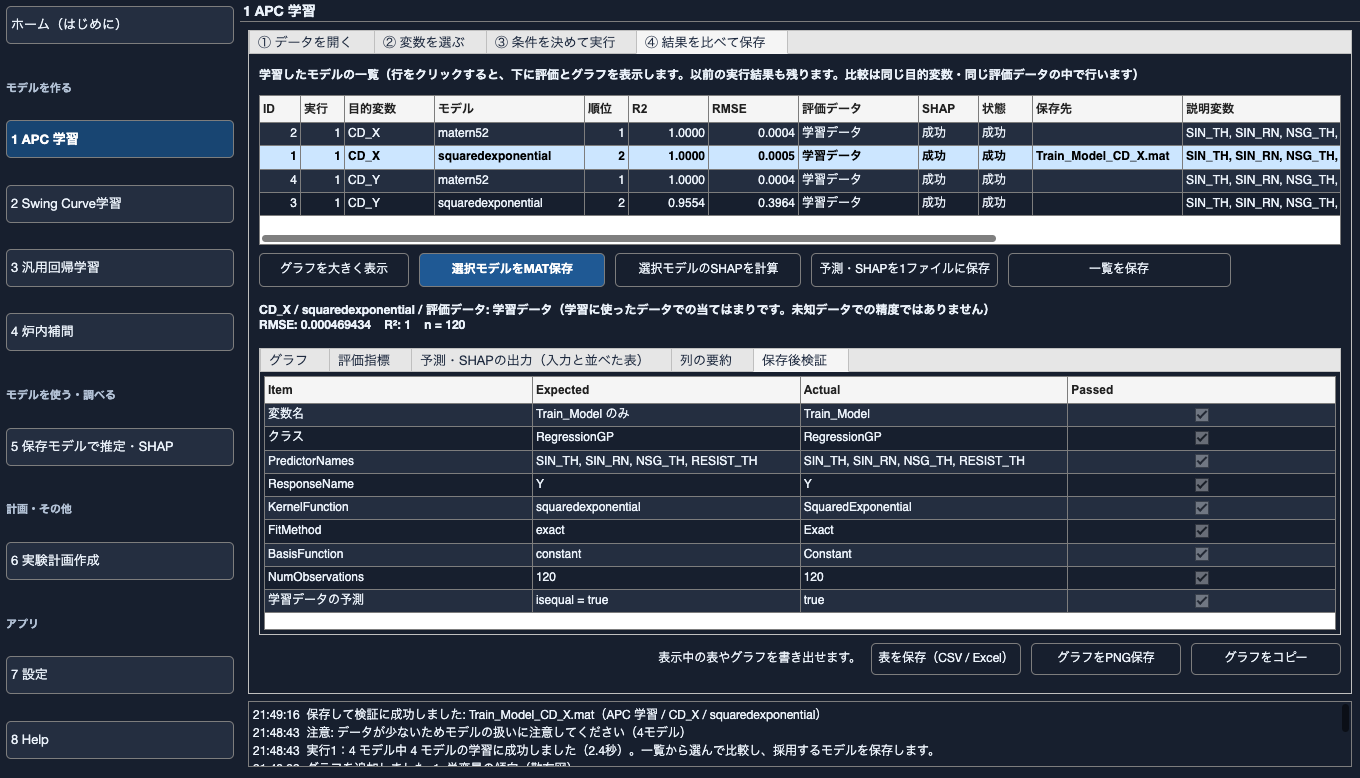 ホーム（はじめに）
モデルを作る
1 APC 学習
2 Swing Curve学習
3 汎用回帰学習
4 炉内補間
モデルを使う・調べる
5 保存モデルで推定・SHAP
計画・その他
6 実験計画作成
アプリ
7 設定
8 Help
1 APC 学習
① データを開く ② 変数を選ぶ ③ 条件を決めて実行 ④ 結果を比べて保存
学習したモデルの一覧（行をクリックすると、下に評価とグラフを表示します。以前の実行結果も残ります。比較は同じ目的変数・同じ評価データの中で行います）
ID 実行 目的変数 モデル 順位 R2 RMSE 評価データ SHAP 状態 保存先 説明変数
2 1 CD_X matern52 1 1.0000 0.0004 学習データ 成功 成功 SIN_TH, SIN_RN, NSG_TH,
1 1 CD_X squaredexponential 2 1.0000 0.0005 学習データ 成功 成功 Train_Model_CD_X.mat SIN_TH, SIN_RN, NSG_TH,
4 1 CD_Y matern52 1 1.0000 0.0004 学習データ 成功 成功 SIN_TH, SIN_RN, NSG_TH,
3 1 CD_Y squaredexponential 2 0.9554 0.3964 学習データ 成功 成功 SIN_TH, SIN_RN, NSG_TH,
グラフを大きく表示 選択モデルをMAT保存 選択モデルのSHAPを計算 予測・SHAPを1ファイルに保存 一覧を保存
CD_X / squaredexponential / 評価データ: 学習データ（学習に使ったデータでの当てはまりです。未知データでの精度ではありません）
RMSE: 0.000469434 R²: 1 n = 120
グラフ 評価指標 予測・SHAPの出力（入力と並べた表） 列の要約 保存後検証
Item Expected Actual Passed
変数名 Train_Model のみ Train_Model
クラス RegressionGP RegressionGP
PredictorNames SIN_TH, SIN_RN, NSG_TH, RESIST_TH SIN_TH, SIN_RN, NSG_TH, RESIST_TH
ResponseName Y Y
KernelFunction squaredexponential SquaredExponential
FitMethod exact Exact
BasisFunction constant Constant
NumObservations 120 120
学習データの予測 isequal = true true
表示中の表やグラフを書き出せます。 表を保存（CSV / Excel） グラフをPNG保存 グラフをコピー
21:49:16 保存して検証に成功しました: Train_Model_CD_X.mat（APC 学習 / CD_X / squaredexponential）
21:48:43 注意: データが少ないためモデルの扱いに注意してください（4モデル）
21:48:43 実行1：4 モデル中 4 モデルの学習に成功しました（2.4秒）。一覧から選んで比較し、採用するモデルを保存します。